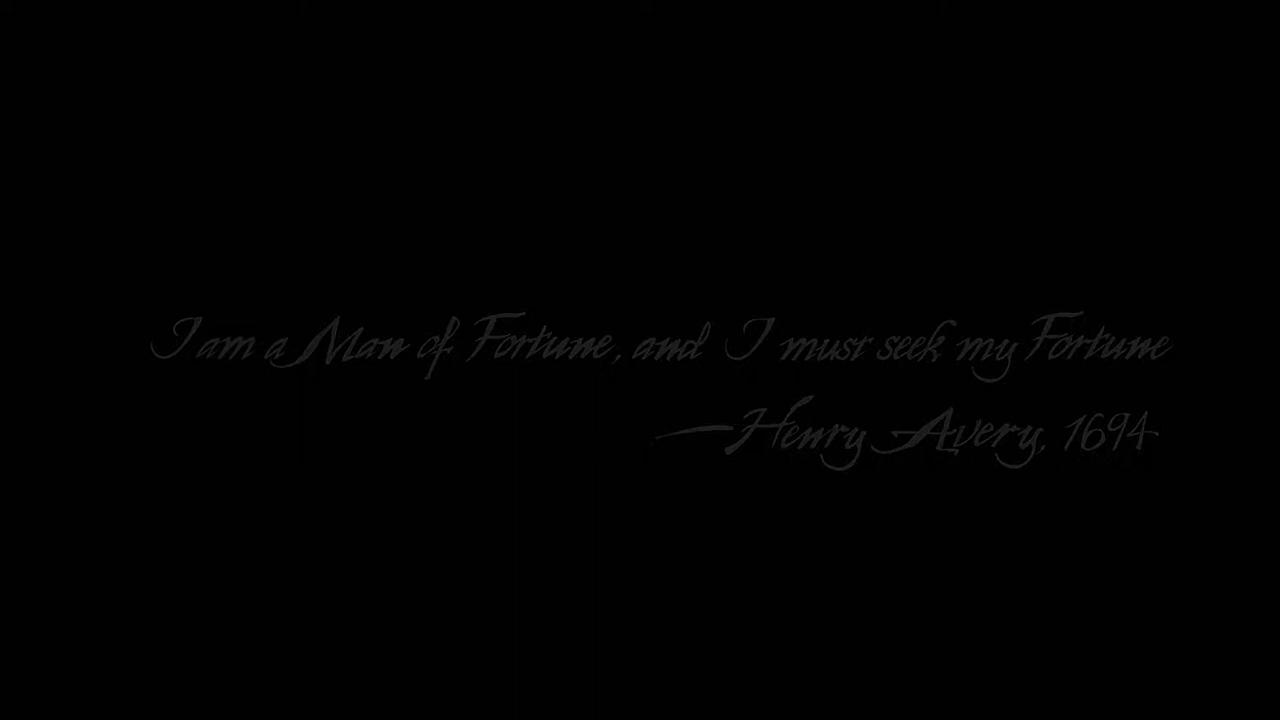 I am a Man of Fortune, and I must seek my Fortune
—Henry Avery, 1694